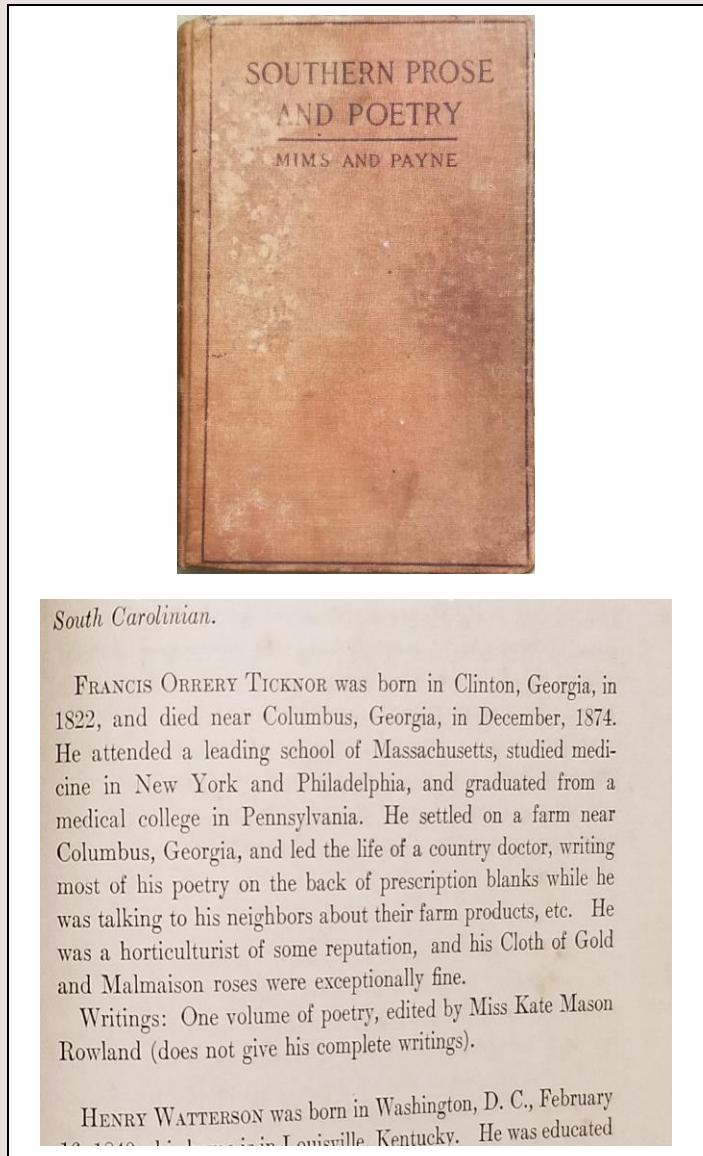 SOUTHERN PROSE
AND POETRY
MIMS AND PAYNE
South Carolinian.
FRANCIS ORRERY TICKNOR was born in Clinton, Georgia, in
1822, and died near Columbus, Georgia, in December, 1874.
He attended a leading school of Massachusetts, studied medi-
cine in New York and Philadelphia, and graduated from a
medical college in Pennsylvania. He settled on a farm near
Columbus, Georgia, and led the life of a country doctor, writing
most of his poetry on the back of prescription blanks while he
was talking to his neighbors about their farm products, etc. He
was a horticulturist of some reputation, and his Cloth of Gold
and Malmaison roses were exceptionally fine.
Writings: One volume of poetry, edited by Miss Kate Mason
Rowland (does not give his complete writings).
HENRY WATTERSON was born in Washington, D. C., February
is in Louisville, Kentucky. He was educated